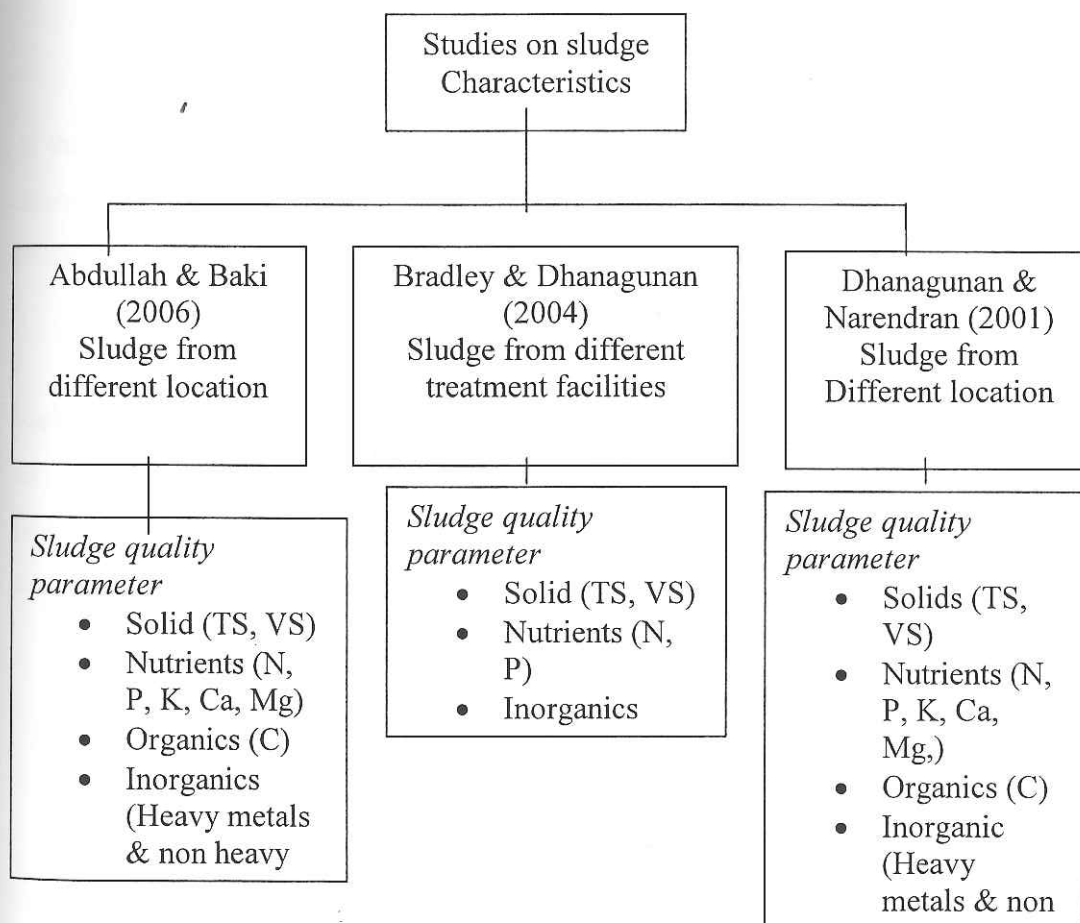 Studies on sludge
Characteristics
Abdullah & Baki
(2006)
Sludge from
different location
Bradley & Dhanagunan
(2004)
Sludge from different
treatment facilities
Dhanagunan &
Narendran (2001)
Sludge from
Different location
Sludge quality
parameter
• Solid (TS, VS)
• Nutrients (N,
P, K, Ca, Mg)
• Organics (C)
• Inorganics
(Heavy metals
& non heavy
Sludge quality
parameter
• Solid (TS, VS)
• Nutrients (N,
P)
• Inorganics
Sludge quality
parameter
• Solids (TS,
VS)
• Nutrients (N,
P, K, Ca,
Mg,)
• Organics (C)
• Inorganic
(Heavy
metals & non